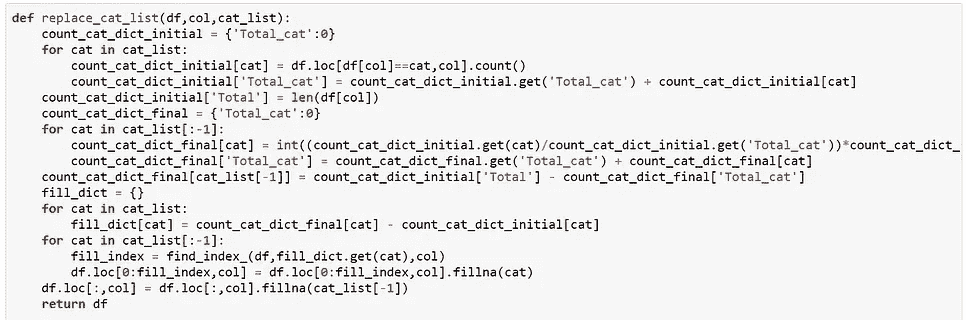 def replace_cat_list(df,col,cat_list):
    count_cat_dict_initial = {'Total_cat':0}
    for cat in cat_list:
        count_cat_dict_initial[cat] = df.loc[df[col]==cat,col].count()
        count_cat_dict_initial['Total_cat'] = count_cat_dict_initial.get('Total_cat') + count_cat_dict_initial[cat]
    count_cat_dict_initial['Total'] = len(df[col])
    count_cat_dict_final = {'Total_cat':0}
    for cat in cat_list[:-1]:
        count_cat_dict_final[cat] = int((count_cat_dict_initial.get(cat)/count_cat_dict_initial.get('Total_cat'))*count_cat_dict_
        count_cat_dict_final['Total_cat'] = count_cat_dict_final.get('Total_cat') + count_cat_dict_final[cat]
    count_cat_dict_final[cat_list[-1]] = count_cat_dict_initial['Total'] - count_cat_dict_final['Total_cat']
    fill_dict = {}
    for cat in cat_list:
        fill_dict[cat] = count_cat_dict_final[cat] - count_cat_dict_initial[cat]
    for cat in cat_list[:-1]:
        fill_index = find_index_(df,fill_dict.get(cat),col)
        df.loc[0:fill_index,col] = df.loc[0:fill_index,col].fillna(cat)
    df.loc[:,col] = df.loc[:,col].fillna(cat_list[-1])
    return df